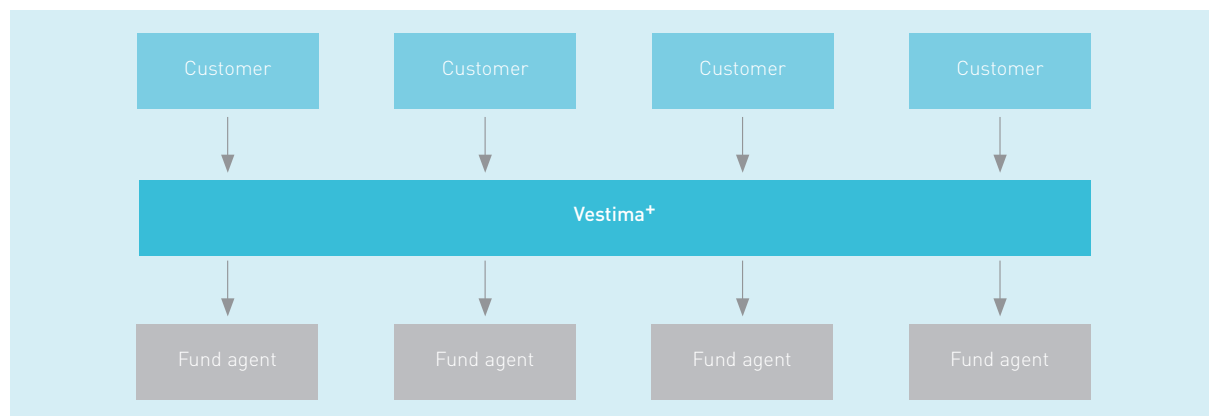 Customer Customer Customer Customer
Vestima⁺
Fund agent Fund agent Fund agent Fund agent